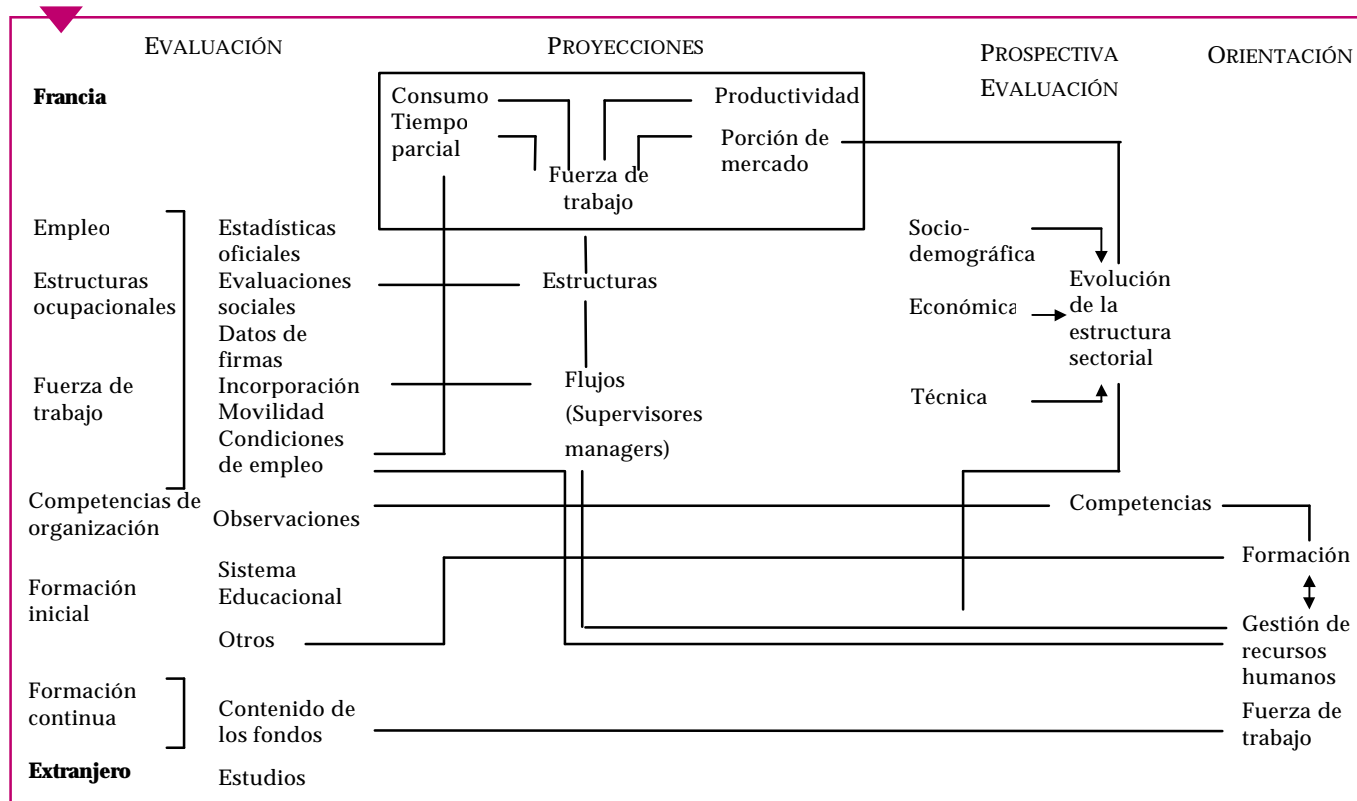 EVALUACIÓN
PROYECCIONES
PROSPECTIVA
EVALUACIÓN
ORIENTACIÓN
Francia
Consumo
Tiempo
parcial
Productividad
Porción de
mercado
Fuerza de
trabajo
Empleo
Estructuras
ocupacionales
Fuerza de
trabajo
Estadísticas
oficiales
Evaluaciones
sociales
Datos de
firmas
Incorporación
Movilidad
Condiciones
de empleo
Estructuras
Flujos
(Supervisores
managers)
Socio-
demográfica
Económica
Técnica
Evolución
de la
estructura
sectorial
Competencias de
organización
Observaciones
Competencias
Formación
inicial
Sistema
Educacional
Otros
Formación
Gestión de
recursos
humanos
Formación
continua
Contenido de
los fondos
Fuerza de
trabajo
Extranjero
Estudios